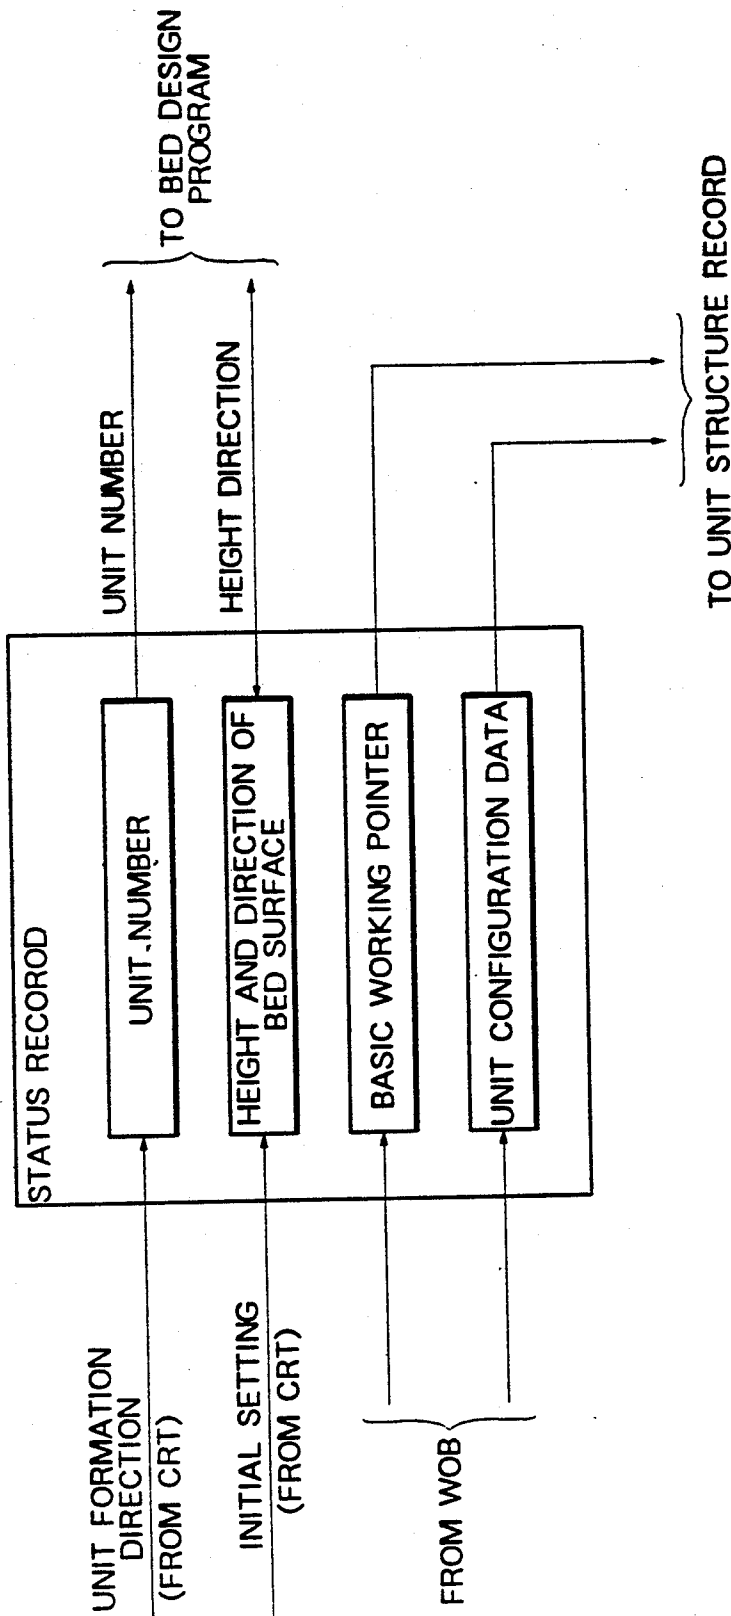 STATUS RECOROD
UNIT FORMATION
DIRECTION
(FROM CRT)
UNIT NUMBER
UNIT NUMBER
TO BED DESIGN
PROGRAM
INITIAL SETTING
(FROM CRT)
HEIGHT AND DIRECTION OF
BED SURFACE
HEIGHT DIRECTION
FROM WOB
BASIC WORKING POINTER
UNIT CONFIGURATION DATA
TO UNIT STRUCTURE RECORD